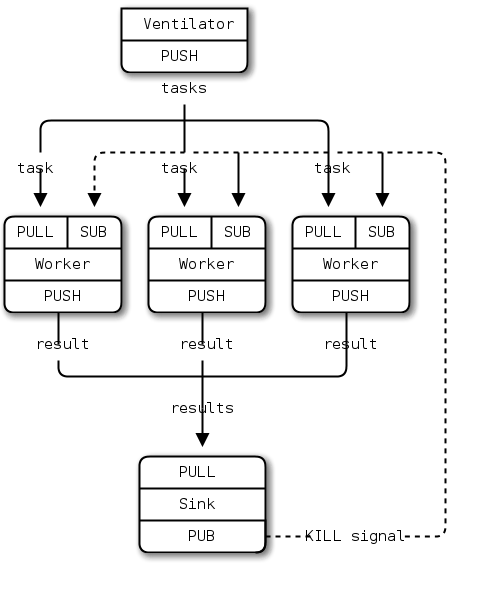 Ventilator
PUSH
tasks
task task task
PULL SUB PULL SUB PULL SUB
Worker Worker Worker
PUSH PUSH PUSH
result result result
results
PULL
Sink
PUB KILL signal